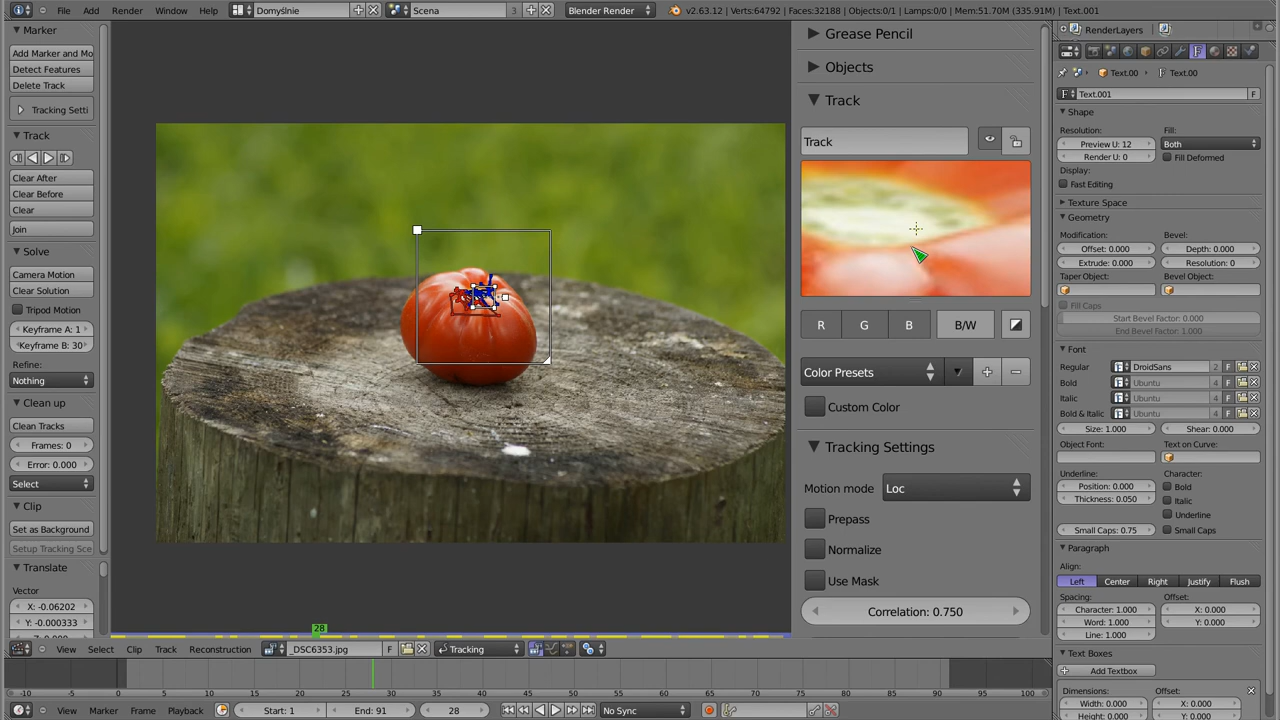 File Add Render Window Help Domyślnie Scena 3 Blender Render v2.63.12 | Verts:64792 | Faces:32188 | Objects:0/1 | Lamps:0/0 | Mem:51.70M (335.91M) | Text.001
Marker
Add Marker and Mo
Detect Features
Delete Track
Tracking Setti
Track
Clear After
Clear Before
Clear
Join
Solve
Camera Motion
Clear Solution
Tripod Motion
Keyframe A: 1
Keyframe B: 30
Refine:
Nothing
Clean up
Clean Tracks
Frames: 0
Error: 0.000
Select
Clip
Set as Background
Setup Tracking Sce
Translate
Vector
X: -0.06202
Y: -0.000333
28
View Select Clip Track Reconstruction _DSC6353.jpg F Tracking
Grease Pencil
Objects
Track
Track
R G B B/W
Color Presets
Custom Color
Tracking Settings
Motion mode Loc
Prepass
Normalize
Use Mask
Correlation: 0.750
RenderLayers
Text.00 Text.00
F Text.001 F
Shape
Resolution: Fill:
Preview U: 12 Both
Render U: 0 Fill Deformed
Display:
Fast Editing
Texture Space
Geometry
Modification: Bevel:
Offset: 0.000 Depth: 0.000
Extrude: 0.000 Resolution: 0
Taper Object: Bevel Object:
Fill Caps
Start Bevel Factor: 0.000
End Bevel Factor: 1.000
Font
Regular DroidSans 2 F
Bold Ubuntu 4 F
Italic Ubuntu 4 F
Bold & Italic Ubuntu 4 F
Size: 1.000 Shear: 0.000
Object Font: Text on Curve:
Underline: Character:
Position: 0.000 Bold
Thickness: 0.050 Italic
Underline
Small Caps: 0.75 Small Caps
Paragraph
Align:
Left Center Right Justify Flush
Spacing: Offset:
Character: 1.000 X: 0.000
Word: 1.000 Y: 0.000
Line: 1.000
Text Boxes
Add Textbox
Dimensions: Offset:
Width: 0.000 X: 0.000
Height: 0.000 Y: 0.000
-10 -5 0 5 10 15 20 25 30 35 40 45 50 55 60 65 70 75 80 85 90 95 100
View Marker Frame Playback Start: 1 End: 91 28 No Sync